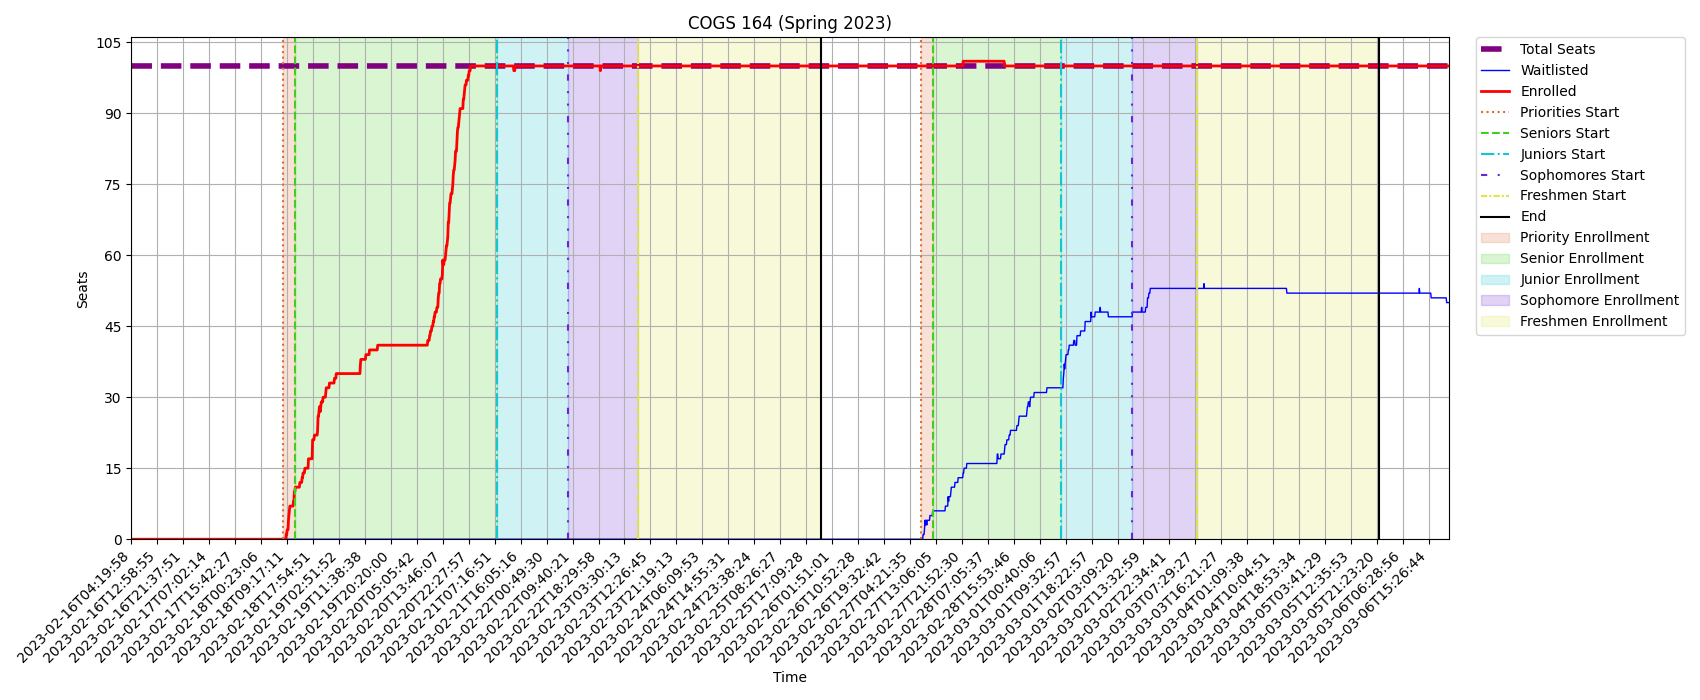 COGS 164 (Spring 2023)
105
90
75
60
45
30
15
0
Seats
2023-02-16T04:19:58
2023-02-16T12:58:55
2023-02-16T21:37:51
2023-02-17T07:02:14
2023-02-17T15:42:27
2023-02-18T00:23:06
2023-02-18T09:17:11
2023-02-18T17:54:51
2023-02-19T02:51:52
2023-02-19T11:38:38
2023-02-19T20:20:00
2023-02-20T05:05:42
2023-02-20T13:46:07
2023-02-20T22:27:57
2023-02-21T07:16:51
2023-02-21T16:05:16
2023-02-22T00:49:30
2023-02-22T09:40:21
2023-02-22T18:29:58
2023-02-23T03:30:13
2023-02-23T12:26:45
2023-02-23T21:19:13
2023-02-24T06:09:53
2023-02-24T14:55:31
2023-02-24T23:38:24
2023-02-25T08:26:27
2023-02-25T17:09:28
2023-02-26T01:51:01
2023-02-26T10:52:28
2023-02-26T19:32:42
2023-02-27T04:21:35
2023-02-27T13:06:05
2023-02-27T21:52:30
2023-02-28T07:05:37
2023-02-28T15:53:46
2023-03-01T00:40:06
2023-03-01T09:32:57
2023-03-01T18:22:57
2023-03-02T03:09:20
2023-03-02T13:32:59
2023-03-02T22:34:41
2023-03-03T07:29:27
2023-03-03T16:21:27
2023-03-04T01:09:38
2023-03-04T10:04:51
2023-03-04T18:53:34
2023-03-05T03:41:29
2023-03-05T12:35:53
2023-03-05T21:23:20
2023-03-06T06:28:56
2023-03-06T15:26:44
Time
Total Seats
Waitlisted
Enrolled
Priorities Start
Seniors Start
Juniors Start
Sophomores Start
Freshmen Start
End
Priority Enrollment
Senior Enrollment
Junior Enrollment
Sophomore Enrollment
Freshmen Enrollment